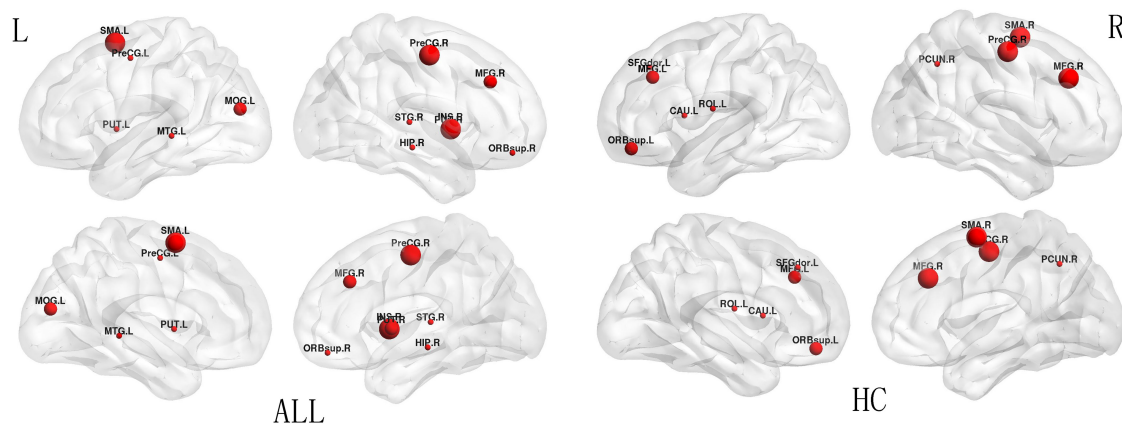 L
SMA.L
PreCG.L
MOG.L
PUT.L
MTG.L
PreCG.R
MFG.R
STG.R
INS.R
HIP.R
ORBsup.R
SFGdor.L
MFG.L
CAU.L
ROL.L
ORBsup.L
R
SMA.R
PreCG.R
PCUN.R
MFG.R
SMA.L
PreCG.L
MOG.L
MTG.L
PUT.L
PreCG.R
MFG.R
INS.R
STG.R
HIP.R
ORBsup.R
SFGdor.L
MFG.L
ROL.L
CAU.L
ORBsup.L
SMA.R
CG.R
PCUN.R
MFG.R
ALL
HC